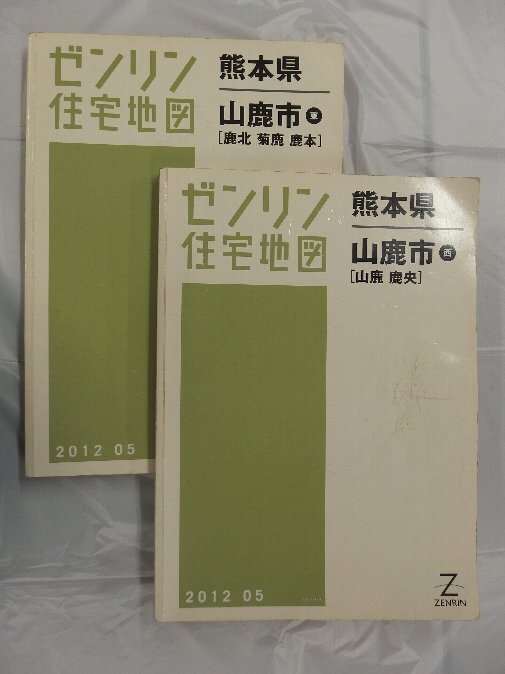 ゼンリン
住宅地図
熊本県
山鹿市 東
[鹿北 菊鹿 鹿本]
2012 05
ゼンリン
住宅地図
熊本県
山鹿市 西
[山鹿 鹿央]
2012 05
Z
ZENRIN